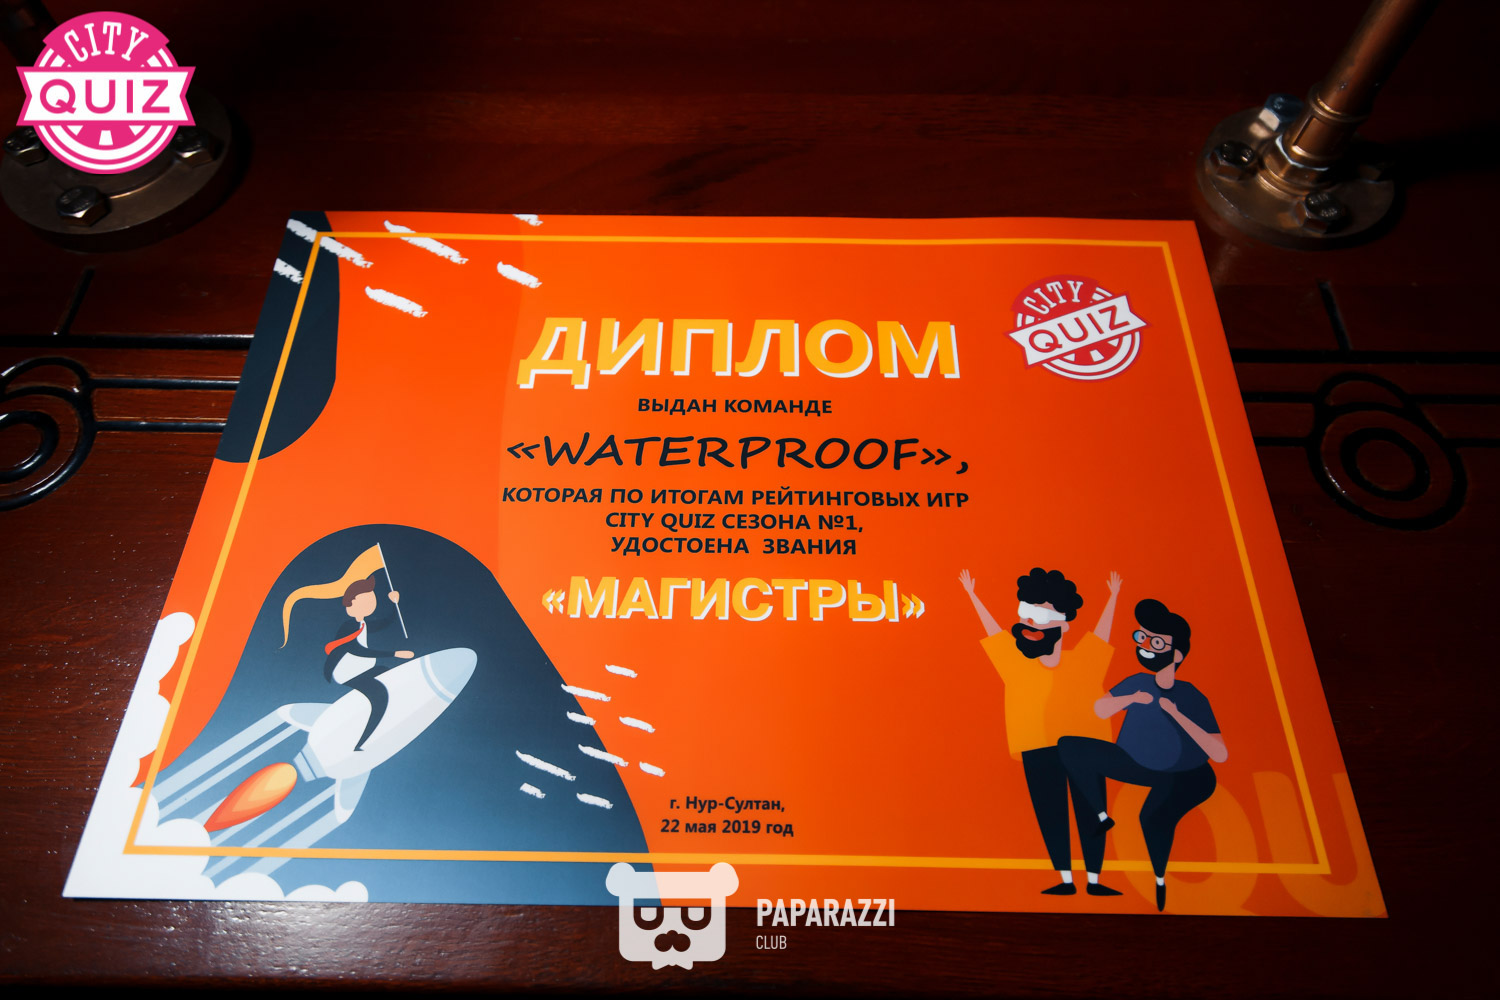 CITY
QUIZ
CITY
QUIZ
ДИПЛОМ
ВЫДАН КОМАНДЕ
«WATERPROOF»,
КОТОРАЯ ПО ИТОГАМ РЕЙТИНГОВЫХ ИГР
CITY QUIZ СЕЗОНА №1,
УДОСТОЕНА ЗВАНИЯ
«МАГИСТРЫ»
г. Нур-Султан,
22 мая 2019 год
QU
PAPARAZZI
CLUB